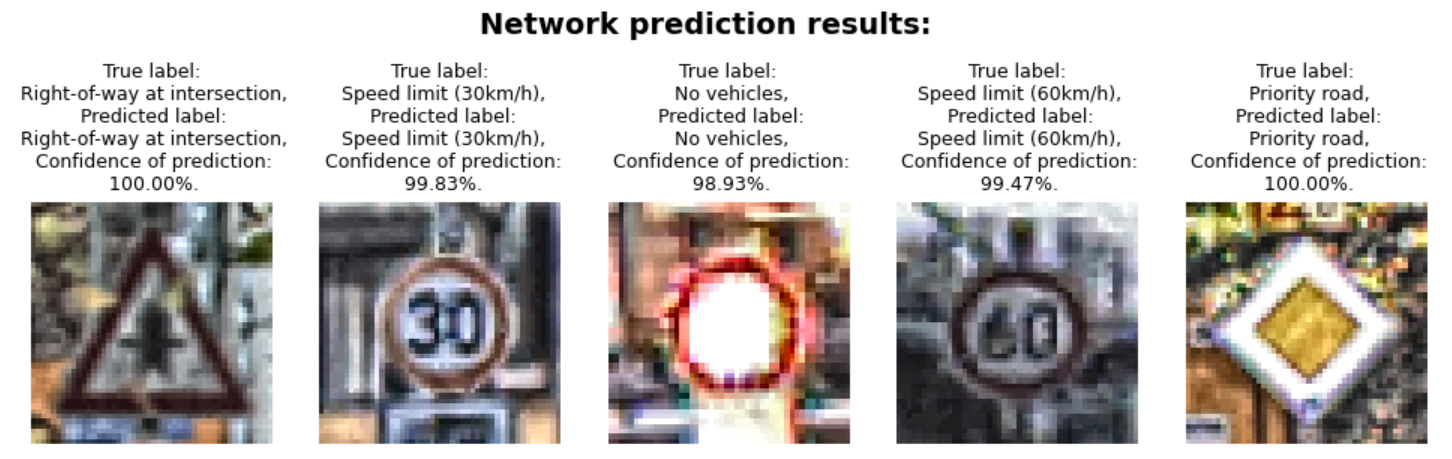 Network prediction results:
True label:
Right-of-way at intersection,
Predicted label:
Right-of-way at intersection,
Confidence of prediction:
100.00%.
True label:
Speed limit (30km/h),
Predicted label:
Speed limit (30km/h),
Confidence of prediction:
99.83%.
True label:
No vehicles,
Predicted label:
No vehicles,
Confidence of prediction:
98.93%.
True label:
Speed limit (60km/h),
Predicted label:
Speed limit (60km/h),
Confidence of prediction:
99.47%.
True label:
Priority road,
Predicted label:
Priority road,
Confidence of prediction:
100.00%.
30
60